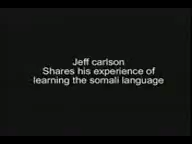 Jeff carlson
Shares his experience of
learning the somali language